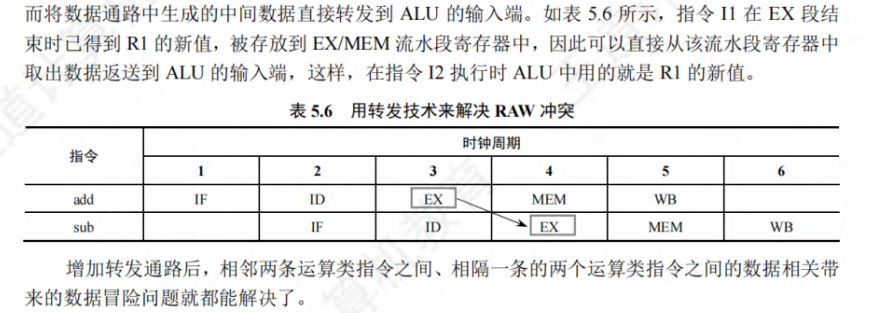 而将数据通路中生成的中间数据直接转发到 ALU 的输入端。如表 5.6 所示，指令 I1 在 EX 段结
束时已得到 R1 的新值，被存放到 EX/MEM 流水段寄存器中，因此可以直接从该流水段寄存器中
取出数据返送到 ALU 的输入端，这样，在指令 I2 执行时 ALU 中用的就是 R1 的新值。
表 5.6 用转发技术来解决 RAW 冲突
指令 时钟周期
1 2 3 4 5 6
add IF ID EX MEM WB
sub IF ID EX MEM WB
增加转发通路后，相邻两条运算类指令之间、相隔一条的两个运算类指令之间的数据相关带
来的数据冒险问题就都能解决了。